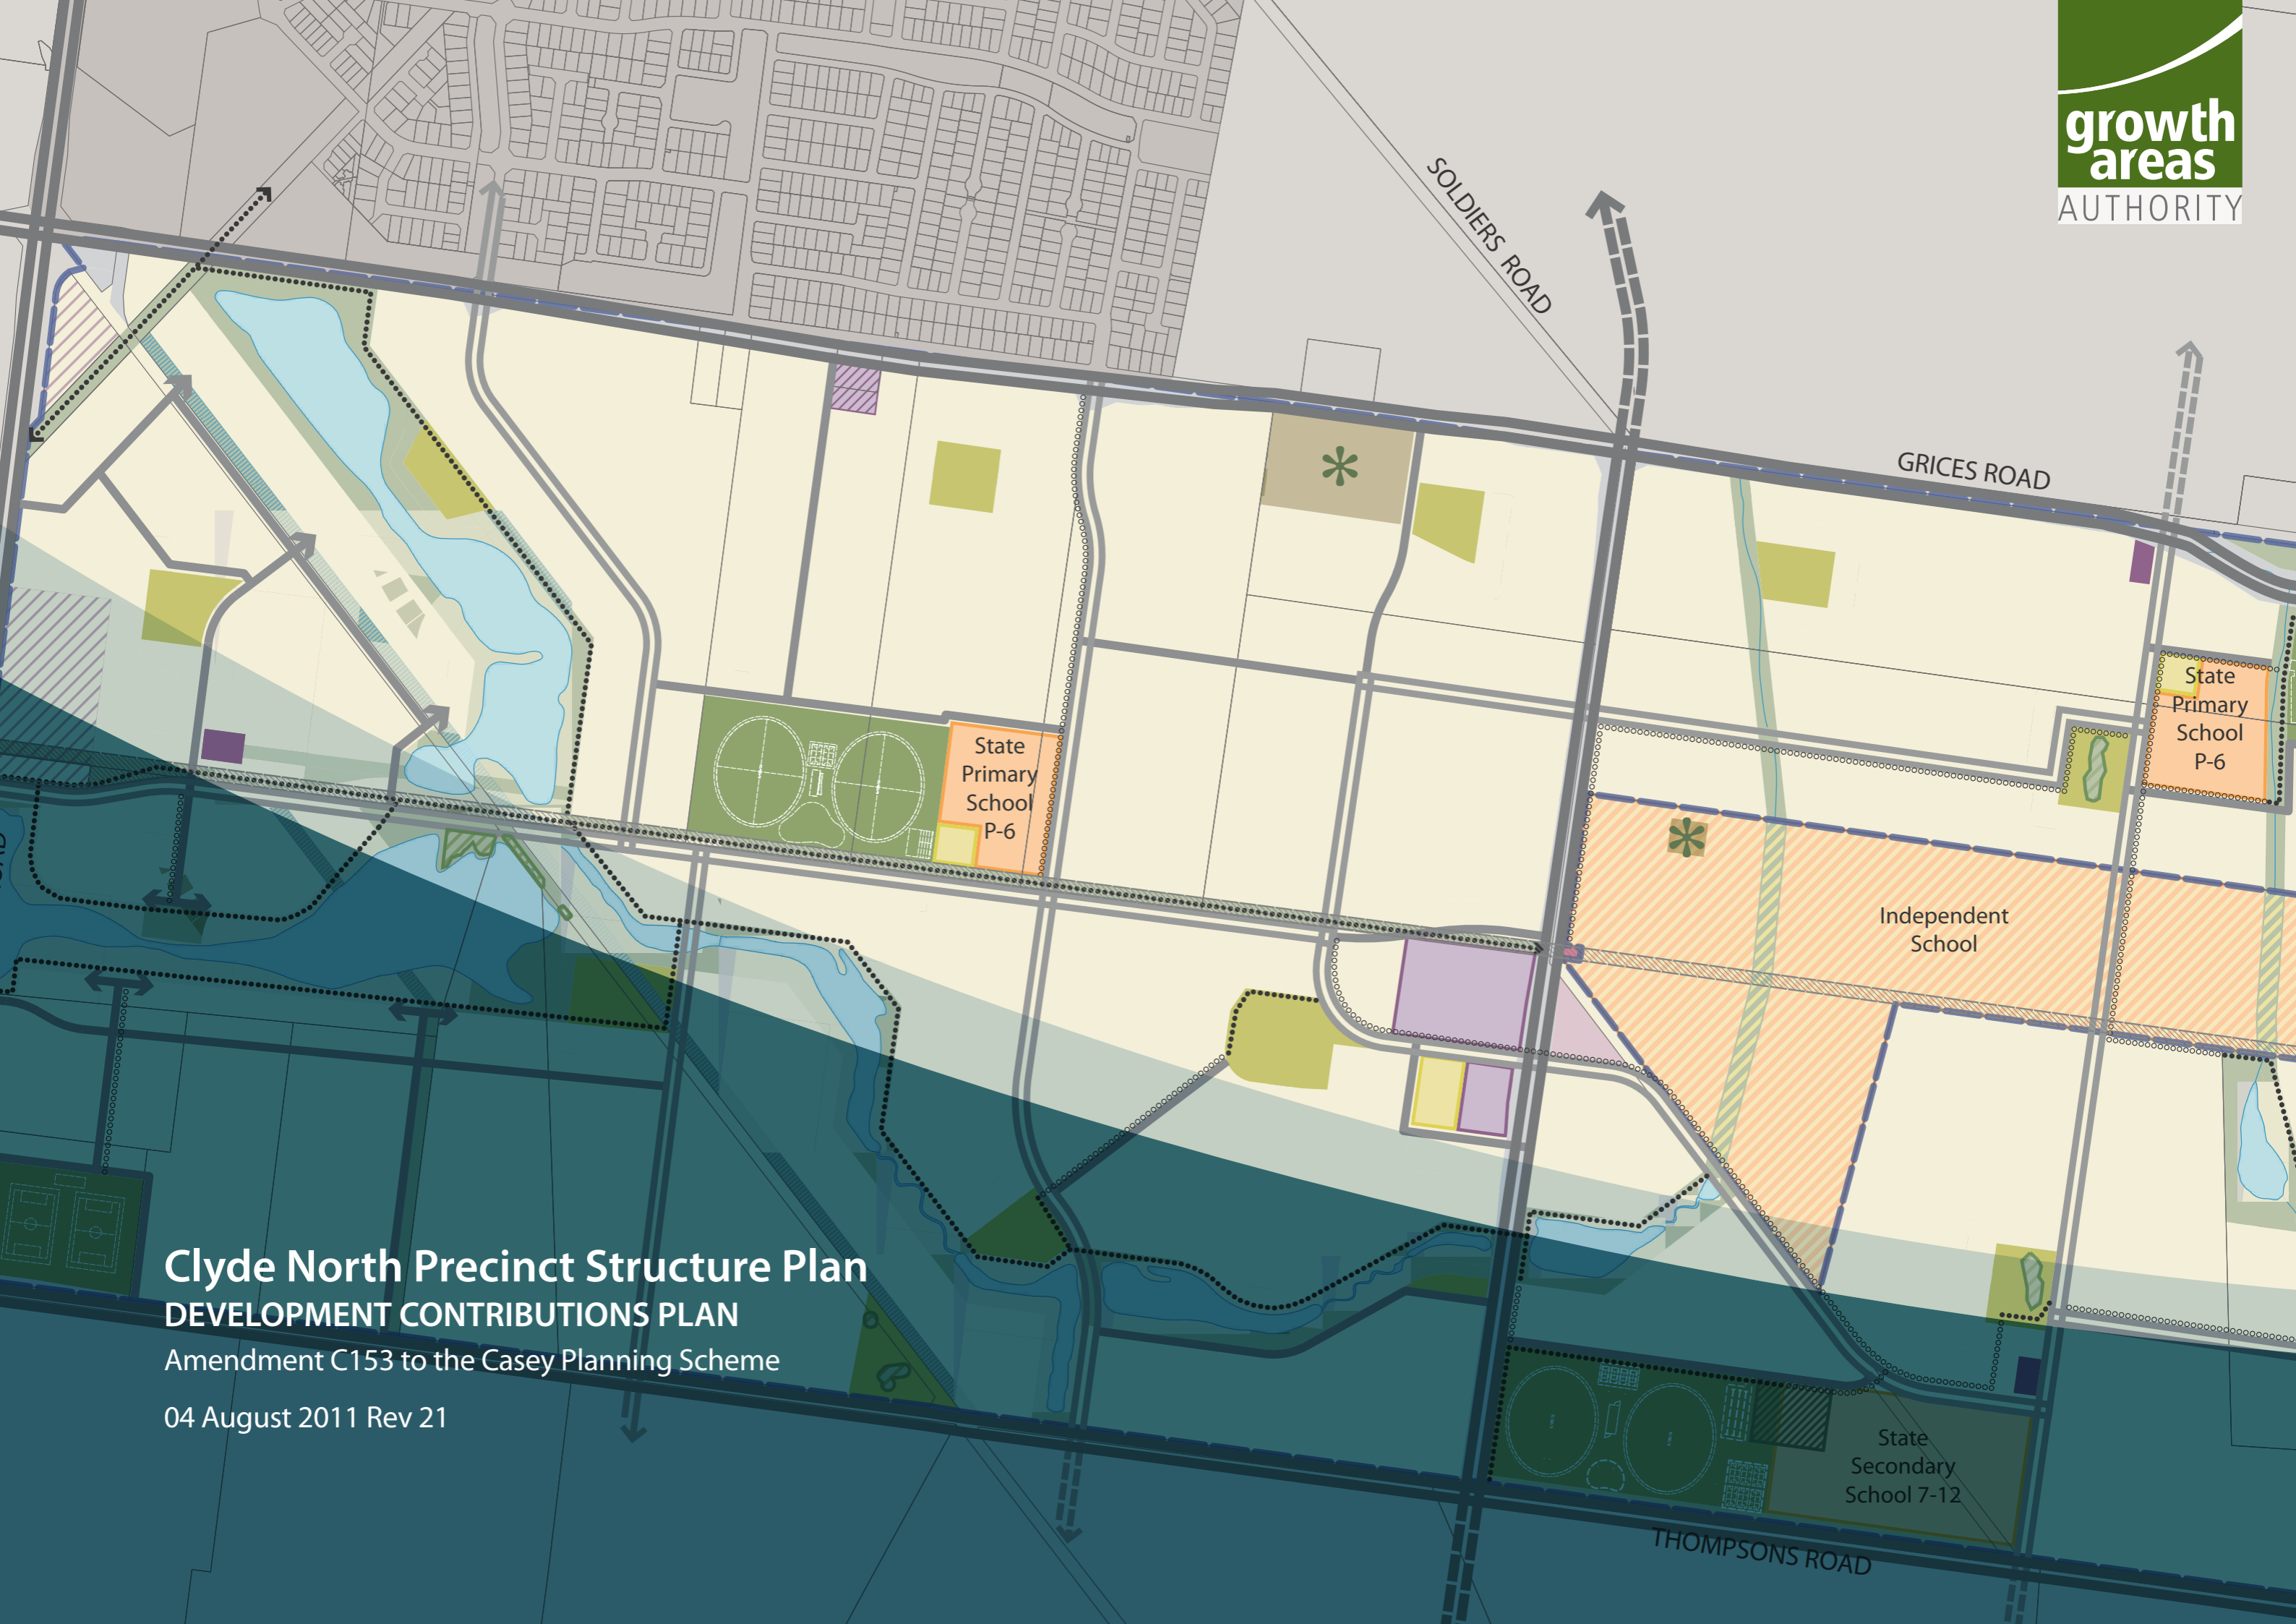 growth
areas
AUTHORITY
SOLDIERS ROAD
GRICES ROAD
State
Primary
School
P-6
State
Primary
School
P-6
Independent
School
Clyde North Precinct Structure Plan
DEVELOPMENT CONTRIBUTIONS PLAN
Amendment C153 to the Casey Planning Scheme
04 August 2011 Rev 21
State
Secondary
School 7-12
THOMPSONS ROAD